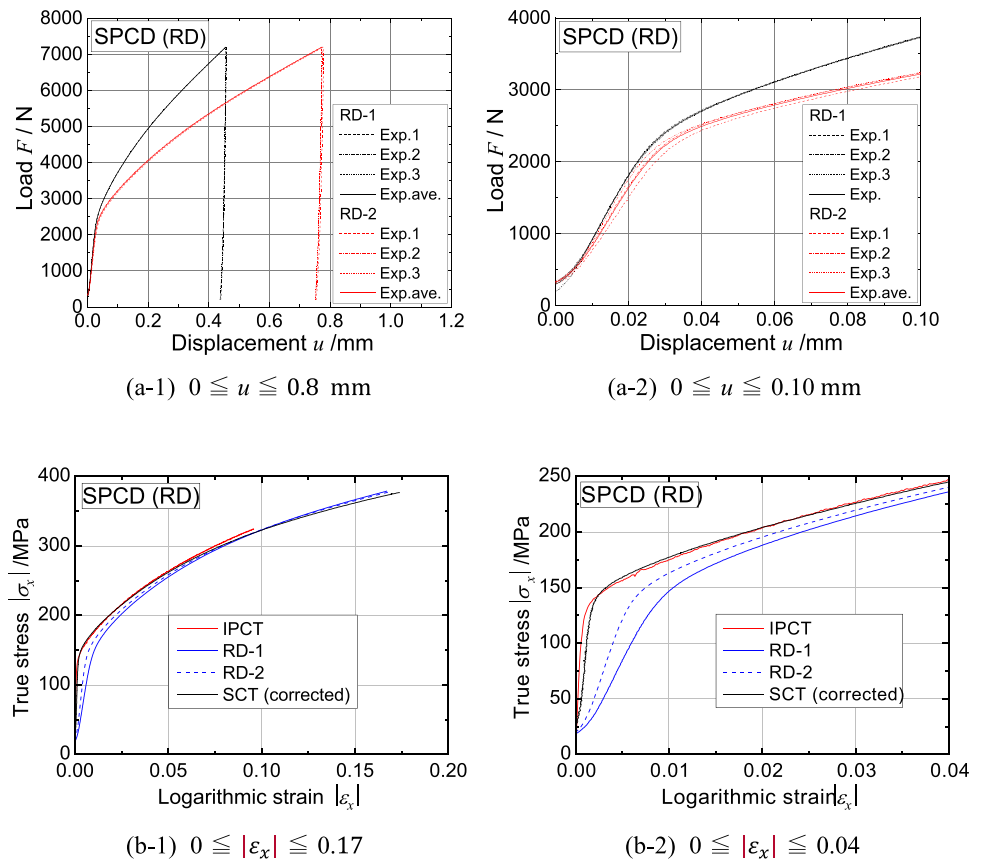 SPCD (RD)
Load F / N
8000
7000
6000
5000
4000
3000
2000
1000
0
RD-1
Exp.1
Exp.2
Exp.3
Exp.ave.
RD-2
Exp.1
Exp.2
Exp.3
Exp.ave.
0.0 0.2 0.4 0.6 0.8 1.0 1.2
Displacement u /mm
(a-1) 0 ≦ u ≦ 0.8 mm
SPCD (RD)
Load F / N
4000
3000
2000
1000
0
RD-1
Exp.1
Exp.2
Exp.3
Exp.
RD-2
Exp.1
Exp.2
Exp.3
Exp.ave.
0.00 0.02 0.04 0.06 0.08 0.10
Displacement u /mm
(a-2) 0 ≦ u ≦ 0.10 mm
SPCD (RD)
True stress |σx| /MPa
400
300
200
100
0
IPCT
RD-1
RD-2
SCT (corrected)
0.00 0.05 0.10 0.15 0.20
Logarithmic strain |εx|
(b-1) 0 ≦ |εx| ≦ 0.17
SPCD (RD)
True stress |σx| /MPa
250
200
150
100
50
0
IPCT
RD-1
RD-2
SCT (corrected)
0.00 0.01 0.02 0.03 0.04
Logarithmic strain|εx|
(b-2) 0 ≦ |εx| ≦ 0.04